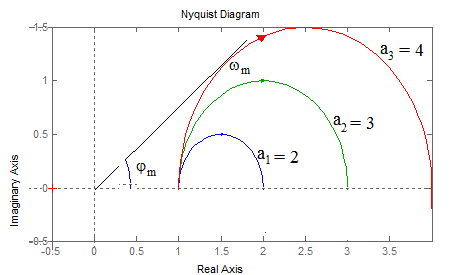 Nyquist Diagram
1.5
a3 = 4
ωm
1
a2 = 3
0.5
a1 = 2
φm
0
-0.5
-0.5
0
0.5
1
1.5
2
2.5
3
3.5
Imaginary Axis
Real Axis